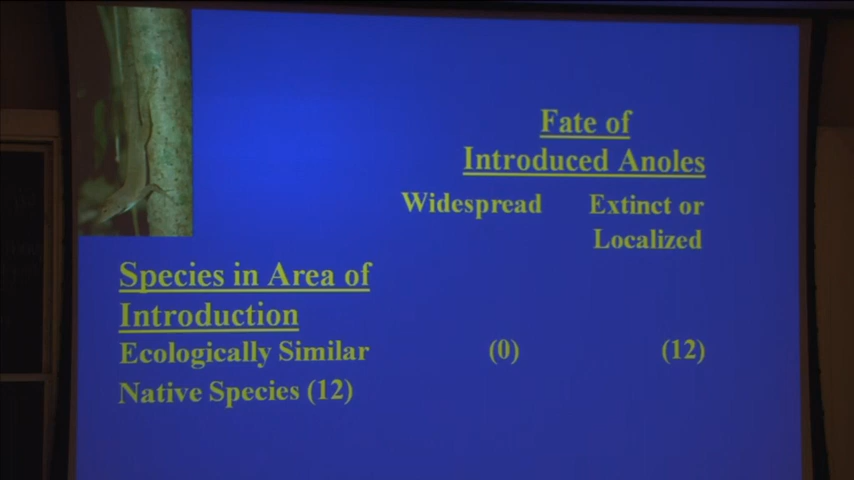 Fate of
Introduced Anoles
Widespread
Extinct or
Localized
Species in Area of
Introduction
Ecologically Similar (0) (12)
Native Species (12)